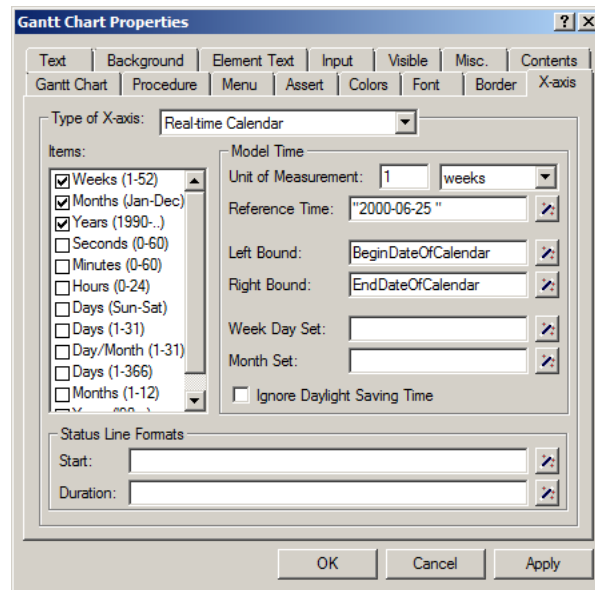 Gantt Chart Properties
Text Background Element Text Input Visible Misc. Contents
Gantt Chart Procedure Menu Assert Colors Font Border X-axis
Type of X-axis: Real-time Calendar
Items:
Weeks (1-52)
Months (Jan-Dec)
Years (1990-..)
Seconds (0-60)
Minutes (0-60)
Hours (0-24)
Days (Sun-Sat)
Days (1-31)
Day/Month (1-31)
Days (1-366)
Months (1-12)
Model Time
Unit of Measurement: 1 weeks
Reference Time: "2000-06-25 "
Left Bound: BeginDateOfCalendar
Right Bound: EndDateOfCalendar
Week Day Set:
Month Set:
Ignore Daylight Saving Time
Status Line Formats
Start:
Duration:
OK Cancel Apply